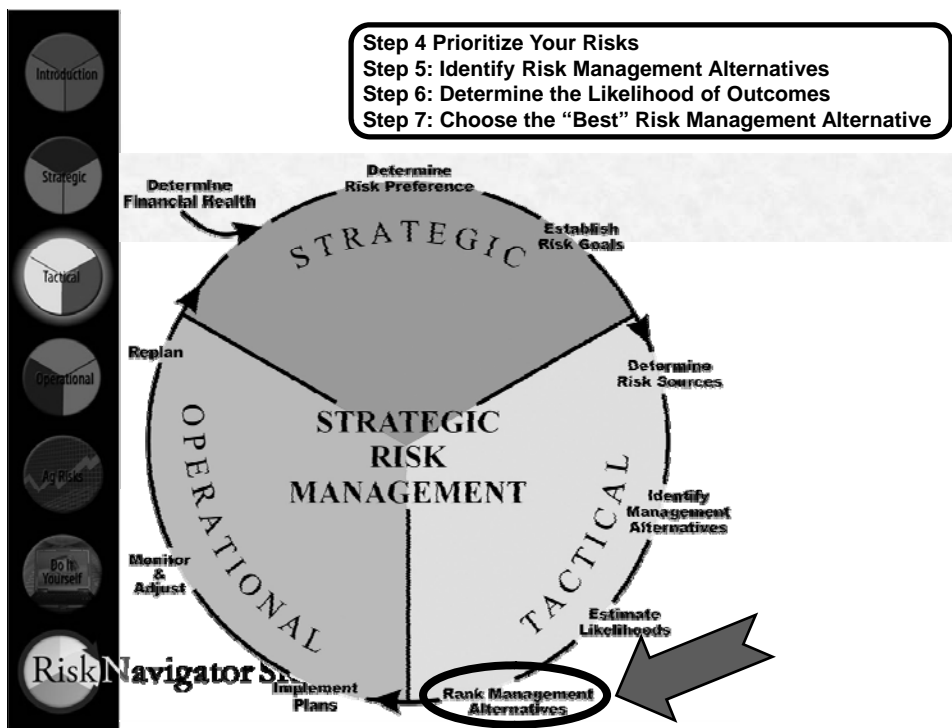 Step 4 Prioritize Your Risks
Step 5: Identify Risk Management Alternatives
Step 6: Determine the Likelihood of Outcomes
Step 7: Choose the “Best” Risk Management Alternative
Introduction
Strategic
Tactical
Operational
Ag Risks
Do It
Yourself
Determine
Financial Health
Determine
Risk Preference
Establish
Risk Goals
STRATEGIC
Replan
Determine
Risk Sources
STRATEGIC
RISK
MANAGEMENT
OPERATIONAL
TACTICAL
Identify
Management
Alternatives
Monitor
&
Adjust
Estimate
Likelihoods
Risk Navigator
Implement
Plans
Rank Management
Alternatives